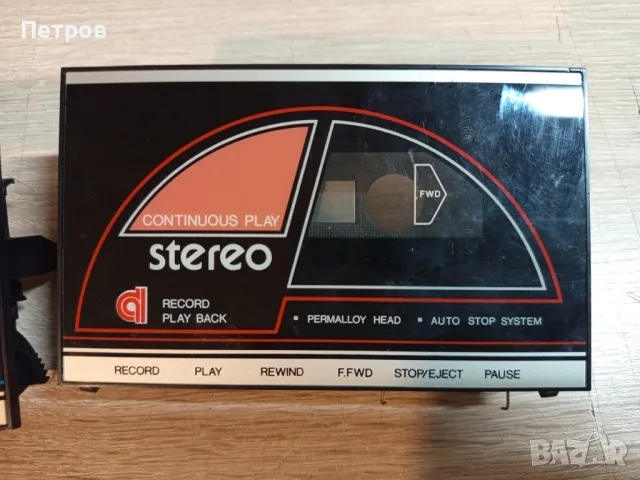 Петров
FWD
CONTINUOUS PLAY
stereo
d RECORD
PLAY BACK
▪ PERMALLOY HEAD ▪ AUTO STOP SYSTEM
RECORD PLAY REWIND F.FWD STOP/EJECT PAUSE
BAZAR